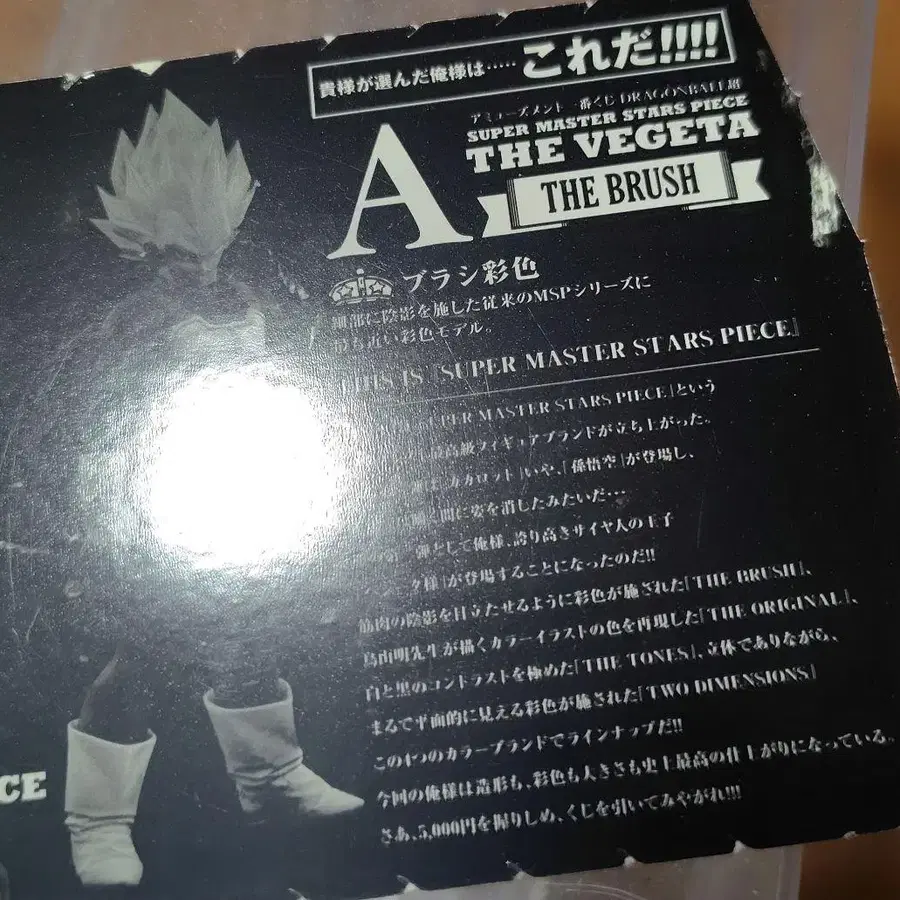 貴様が選んだ俺様は‥‥‥これだ!!!!
アミューズメント一番くじ DRAGONBALL超
SUPER MASTER STARS PIECE
THE VEGETA
A
THE BRUSH
ブラシ彩色
細部に陰影を施した従来のMSPシリーズに
近い彩色モデル。
THIS IS「SUPER MASTER STARS PIECE」
SUPER MASTER STARS PIECE」という
最高級フィギュアブランドが立ち上がった。
カカロット」いや、「孫悟空」が登場し、
間に姿を消したみたいだ…
弾として俺様、誇り高きサイヤ人の王子
タ様」が登場することになったのだ!!
筋肉の陰影を目立たせるように彩色が施された「THE BRUSH」、
鳥山明先生が描くカラーイラストの色を再現した「THE ORIGINAL」、
白と黒のコントラストを極めた「THE TONES」、立体でありながら、
まるで平面的に見える彩色が施された「TWO DIMENSIONS」
この4つのカラーブランドでラインナップだ!!
今回の俺様は造形も、彩色も大きさも史上最高の仕上がりになっている。
さあ、5,000円を握りしめ、くじを引いてみやがれ!!!
CE